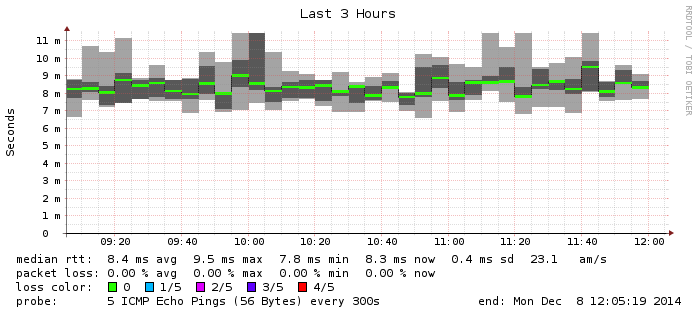 Last 3 Hours
RRDTOOL / TOBI OETIKER
Seconds
11 m
10 m
9 m
8 m
7 m
6 m
5 m
4 m
3 m
2 m
1 m
0
09:20 09:40 10:00 10:20 10:40 11:00 11:20 11:40 12:00
median rtt: 8.4 ms avg 9.5 ms max 7.8 ms min 8.3 ms now 0.4 ms sd 23.1 am/s
packet loss: 0.00 % avg 0.00 % max 0.00 % min 0.00 % now
loss color: 0 1/5 2/5 3/5 4/5
probe: 5 ICMP Echo Pings (56 Bytes) every 300s end: Mon Dec 8 12:05:19 2014